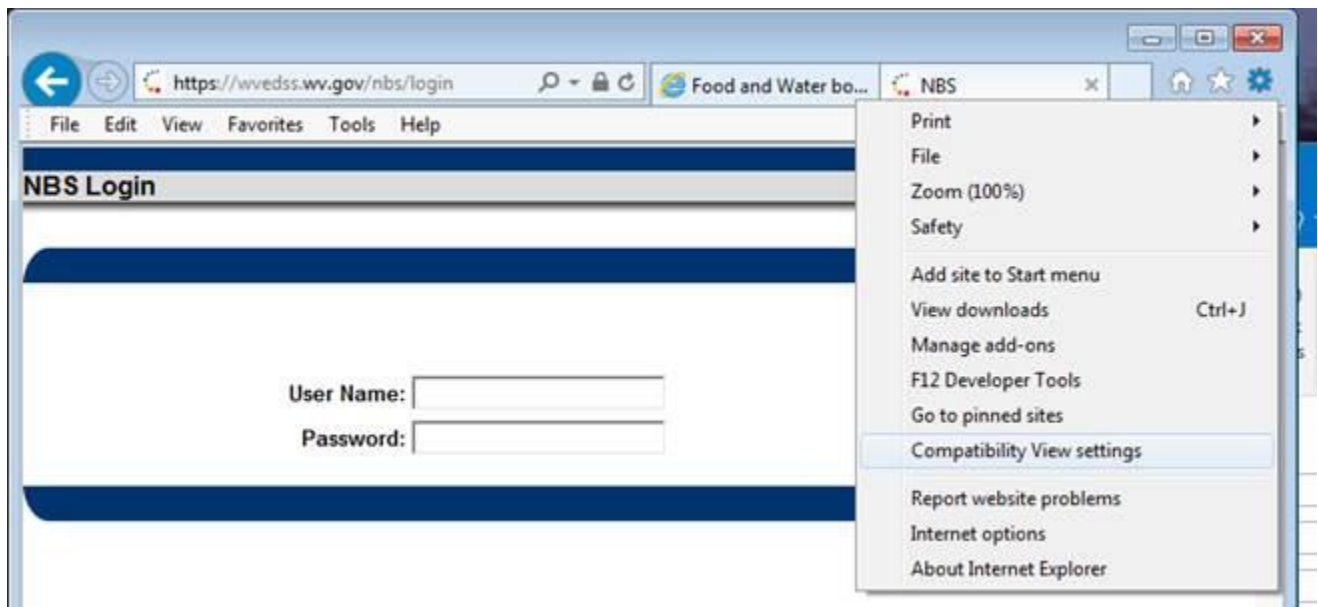 https://wvedss.wv.gov/nbs/login
Food and Water bo...
NBS
File Edit View Favorites Tools Help
NBS Login
User Name:
Password:
Print
File
Zoom (100%)
Safety
Add site to Start menu
View downloads Ctrl+J
Manage add-ons
F12 Developer Tools
Go to pinned sites
Compatibility View settings
Report website problems
Internet options
About Internet Explorer